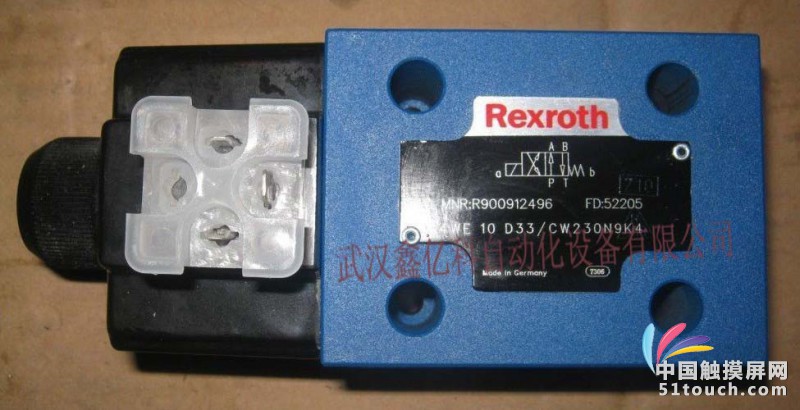 Rexroth
A B
a b
P T
MNR:R900912496 FD:52205
4WE 10 D33/CW230N9K4
武汉鑫亿科自动化设备有限公司
Made in Germany 7306
中国触摸屏网
51touch.com